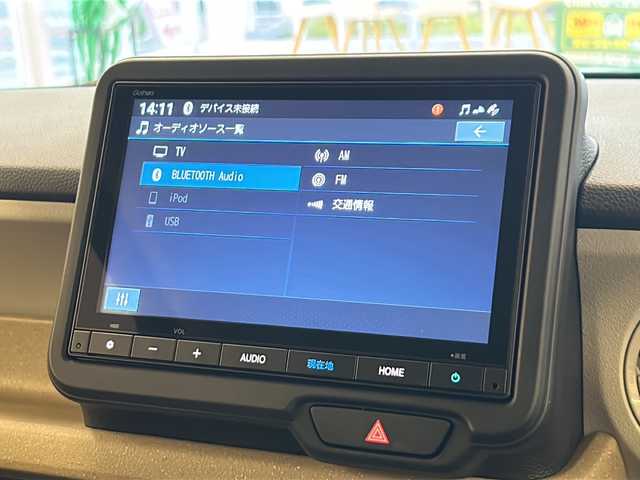 Gathers
14:11 デバイス未接続
オーディオソース一覧
TV
BLUETOOTH Audio
iPod
USB
AM
FM
交通情報
VOL
AUDIO
現在地
HOME